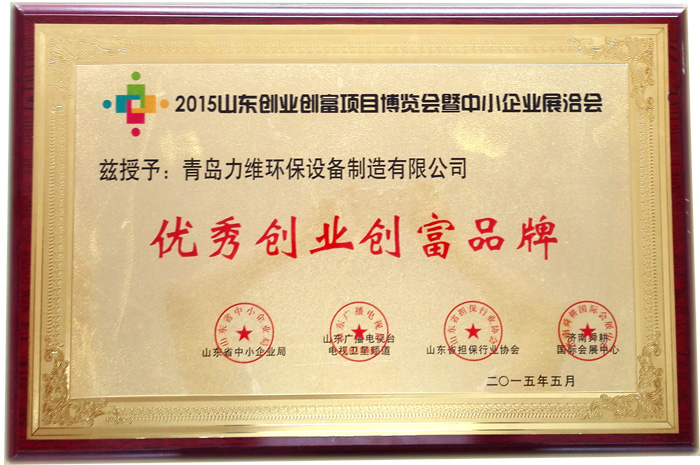 2015山东创业创富项目博览会暨中小企业展洽会
兹授予：青岛力维环保设备制造有限公司
优秀创业创富品牌
山东省中小企业局
山东广播电视台
电视卫星频道
山东省担保行业协会
济南舜耕
国际会展中心
二〇一五年五月